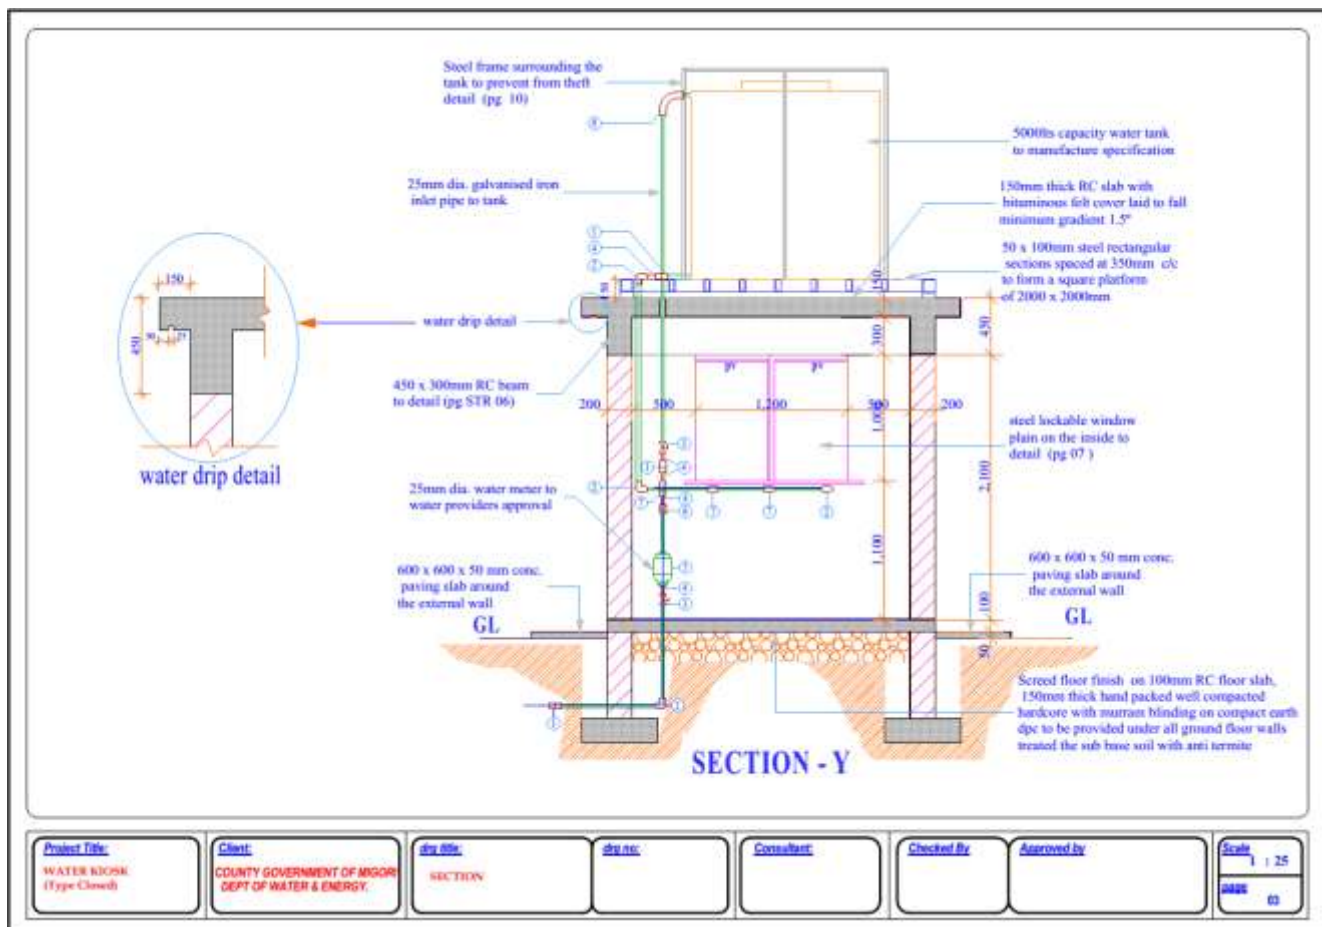 Steel frame surrounding the
tank to prevent from theft
detail (pg 10)
25mm dia. galvanised iron
inlet pipe to tank
5000lts capacity water tank
to manufacture specification
150mm thick RC slab with
bituminous felt cover laid to fall
minimum gradient 1.5°
50 x 100mm steel rectangular
sections spaced at 350mm c/c
to form a square platform
of 2000 x 2000mm
150
450
25
water drip detail
water drip detail
150
150
300
450
450 x 300mm RC beam
to detail (pg STR 06)
pv
pv
200
500
1,200
500
200
1,000
2,100
1,100
100
50
steel lockable window
plain on the inside to
detail (pg 07 )
25mm dia. water meter to
water providers approval
600 x 600 x 50 mm conc.
paving slab around
the external wall
GL
600 x 600 x 50 mm conc.
paving slab around
the external wall
GL
Screed floor finish on 100mm RC floor slab,
150mm thick hand packed well compacted
hardcore with murram blinding on compact earth
dpc to be provided under all ground floor walls
treated the sub base soil with anti termite
SECTION - Y
Project Title:
WATER KIOSK
(Type Closed)
Client:
COUNTY GOVERNMENT OF MIGORI
DEPT OF WATER & ENERGY.
drg title:
SECTION
drg no:
Consultant:
Checked By
Approved by
Scale
1 : 25
page
03